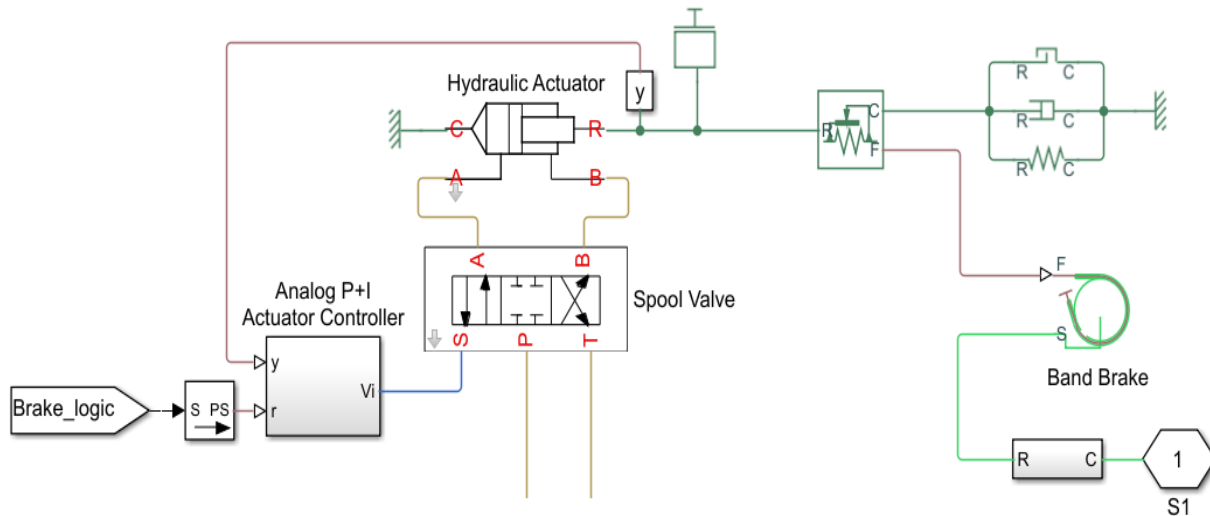 R C
y
Hydraulic Actuator
C R
R C
R C
F
R C
A B
A B
F
Spool Valve
Analog P+I
Actuator Controller
S P T
S
y
Band Brake
Vi
Brake_logic
S PS
r
R C
1
S1